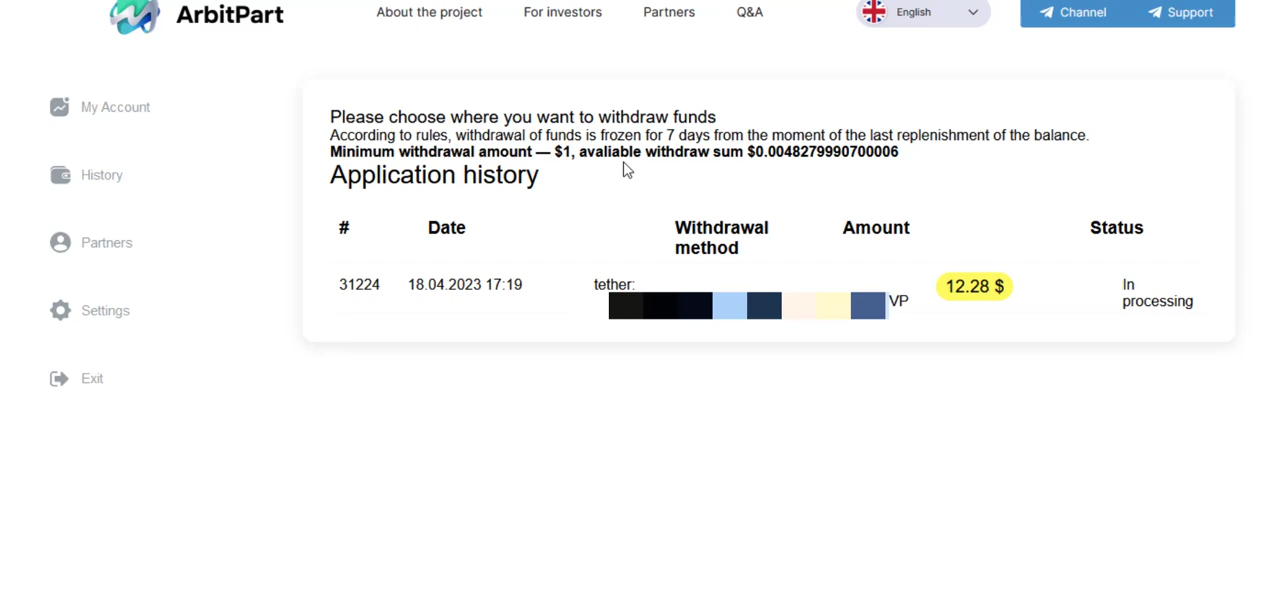 ArbitPart About the project For investors Partners Q&A English Channel Support
My Account
History
Partners
Settings
Exit
Please choose where you want to withdraw funds
According to rules, withdrawal of funds is frozen for 7 days from the moment of the last replenishment of the balance.
Minimum withdrawal amount — $1, avaliable withdraw sum $0.0048279990700006
Application history
# Date Withdrawal method Amount Status
31224 18.04.2023 17:19 tether: VP 12.28 $ In processing